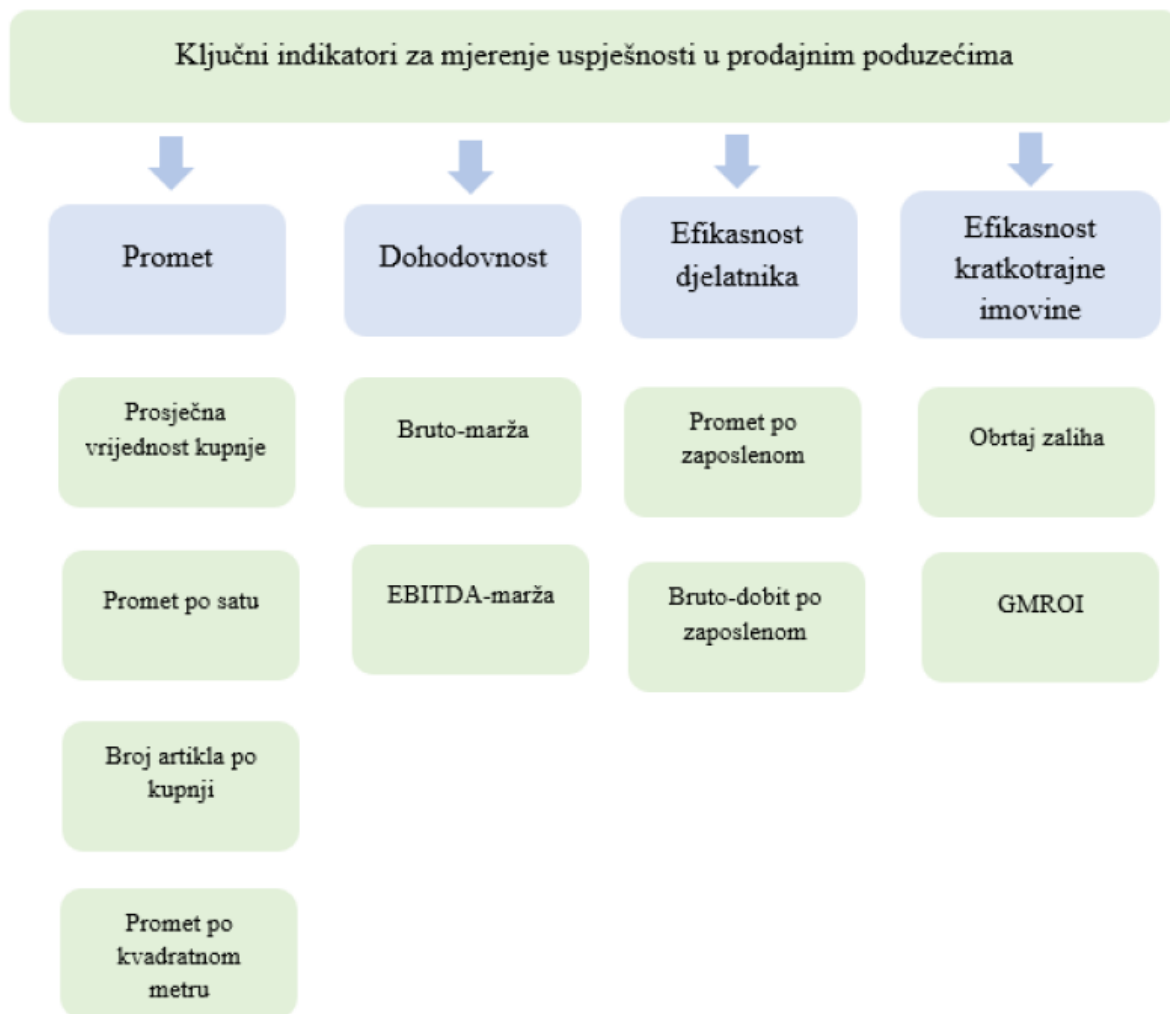 Ključni indikatori za mjerenje uspješnosti u prodajnim poduzećima
Promet
Dohodovnost
Efikasnost
djelatnika
Efikasnost
kratkotrajne
imovine
Prosječna
vrijednost kupnje
Bruto-marža
Promet po
zaposlenom
Obrtaj zaliha
Promet po satu
EBITDA-marža
Bruto-dobit po
zaposlenom
GMROI
Broj artikla po
kupnji
Promet po
kvadratnom
metru